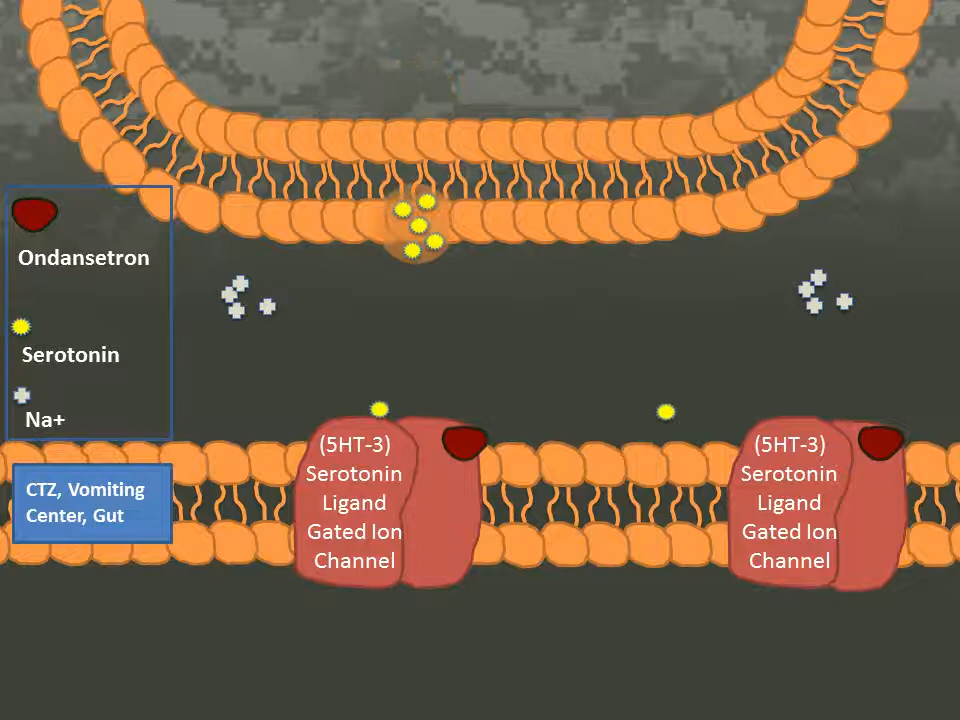 Ondansetron
Serotonin
Na+
CTZ, Vomiting
Center, Gut
(5HT-3)
Serotonin
Ligand
Gated Ion
Channel
(5HT-3)
Serotonin
Ligand
Gated Ion
Channel